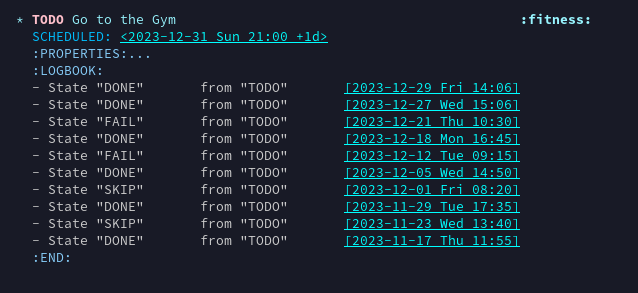 * TODO Go to the Gym :fitness:
SCHEDULED: <2023-12-31 Sun 21:00 +1d>
:PROPERTIES:...
:LOGBOOK:
- State "DONE" from "TODO" [2023-12-29 Fri 14:06]
- State "DONE" from "TODO" [2023-12-27 Wed 15:06]
- State "FAIL" from "TODO" [2023-12-21 Thu 10:30]
- State "DONE" from "TODO" [2023-12-18 Mon 16:45]
- State "FAIL" from "TODO" [2023-12-12 Tue 09:15]
- State "DONE" from "TODO" [2023-12-05 Wed 14:50]
- State "SKIP" from "TODO" [2023-12-01 Fri 08:20]
- State "DONE" from "TODO" [2023-11-29 Tue 17:35]
- State "SKIP" from "TODO" [2023-11-23 Wed 13:40]
- State "DONE" from "TODO" [2023-11-17 Thu 11:55]
:END: